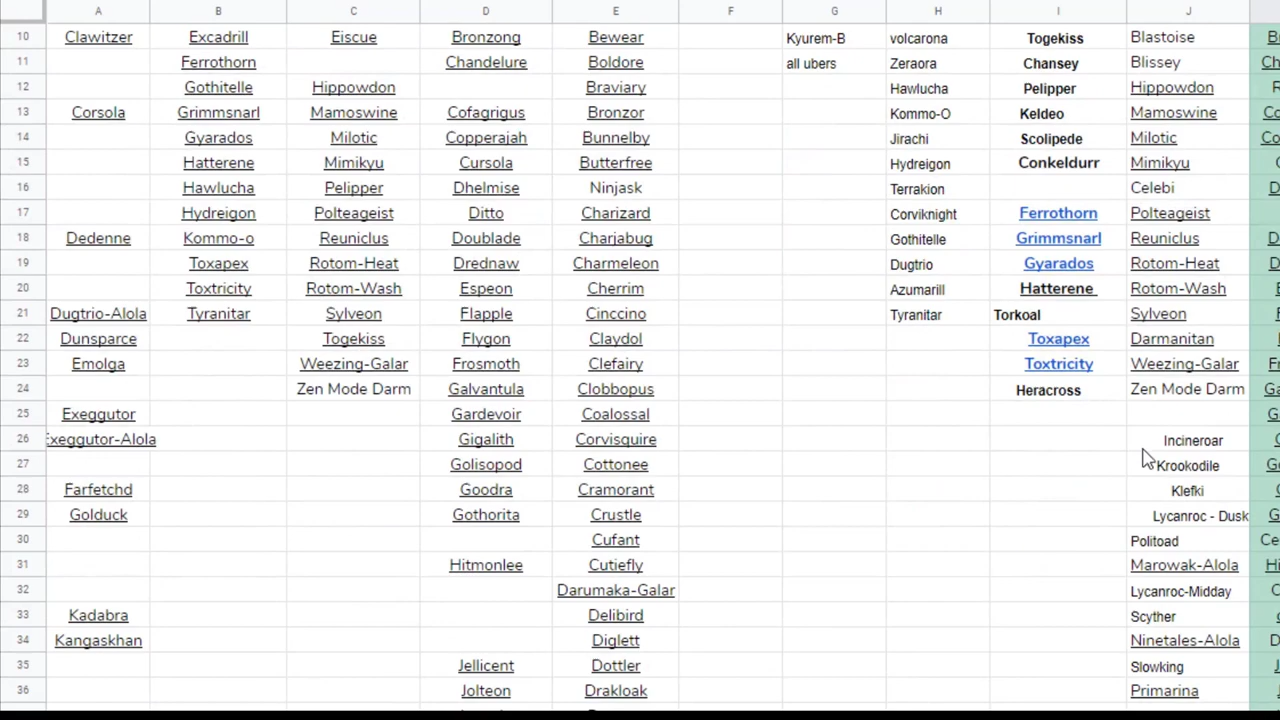 A B C D E F G H I J
10 Clawitzer Excadrill Eiscue Bronzong Bewear Kyurem-B volcarona Togekiss Blastoise
11 Ferrothorn Chandelure Boldore all ubers Zeraora Chansey Blissey
12 Gothitelle Hippowdon Braviary Hawlucha Pelipper Hippowdon
13 Corsola Grimmsnarl Mamoswine Cofagrigus Bronzor Kommo-O Keldeo Mamoswine
14 Gyarados Milotic Copperajah Bunnelby Jirachi Scolipede Milotic
15 Hatterene Mimikyu Cursola Butterfree Hydreigon Conkeldurr Mimikyu
16 Hawlucha Pelipper Dhelmise Ninjask Terrakion Celebi
17 Hydreigon Polteageist Ditto Charizard Corviknight Ferrothorn Polteageist
18 Dedenne Kommo-o Reuniclus Doublade Charjabug Gothitelle Grimmsnarl Reuniclus
19 Toxapex Rotom-Heat Drednaw Charmeleon Dugtrio Gyarados Rotom-Heat
20 Toxtricity Rotom-Wash Espeon Cherrim Azumarill Hatterene Rotom-Wash
21 Dugtrio-Alola Tyranitar Sylveon Flapple Cinccino Tyranitar Torkoal Sylveon
22 Dunsparce Togekiss Flygon Claydol Toxapex Darmanitan
23 Emolga Weezing-Galar Frosmoth Clefairy Toxtricity Weezing-Galar
24 Zen Mode Darm Galvantula Clobbopus Heracross Zen Mode Darm
25 Exeggutor Gardevoir Coalossal
26 Exeggutor-Alola Gigalith Corvisquire Incineroar
27 Golisopod Cottonee Krookodile
28 Farfetchd Goodra Cramorant Klefki
29 Golduck Gothorita Crustle Lycanroc - Dusk
30 Cufant Politoad
31 Hitmonlee Cutiefly Marowak-Alola
32 Darumaka-Galar Lycanroc-Midday
33 Kadabra Delibird Scyther
34 Kangaskhan Diglett Ninetales-Alola
35 Jellicent Dottler Slowking
36 Jolteon Drakloak Primarina